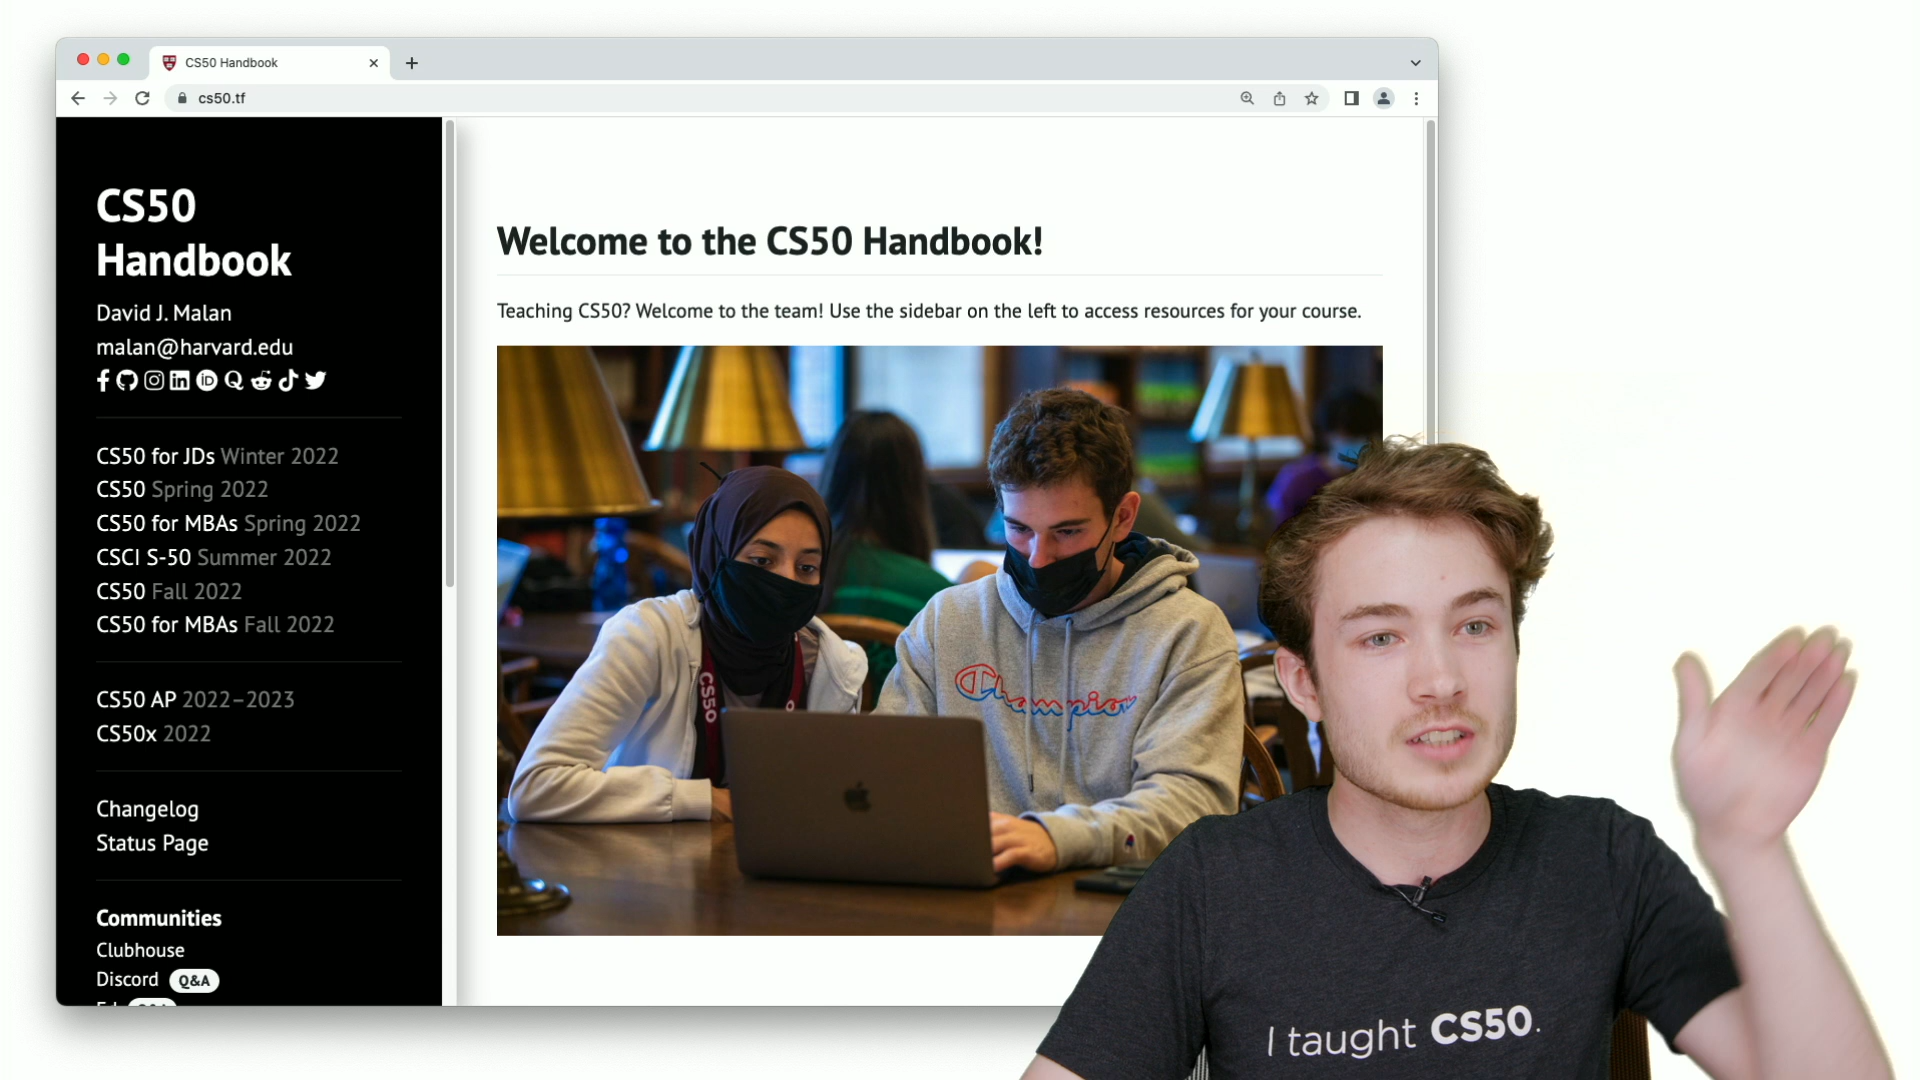 CS50 Handbook
cs50.tf
CS50
Handbook
David J. Malan
malan@harvard.edu
CS50 for JDs Winter 2022
CS50 Spring 2022
CS50 for MBAs Spring 2022
CSCI S-50 Summer 2022
CS50 Fall 2022
CS50 for MBAs Fall 2022
CS50 AP 2022–2023
CS50x 2022
Changelog
Status Page
Communities
Clubhouse
Discord Q&A
Welcome to the CS50 Handbook!
Teaching CS50? Welcome to the team! Use the sidebar on the left to access resources for your course.
CS50
Champion
I taught CS50.